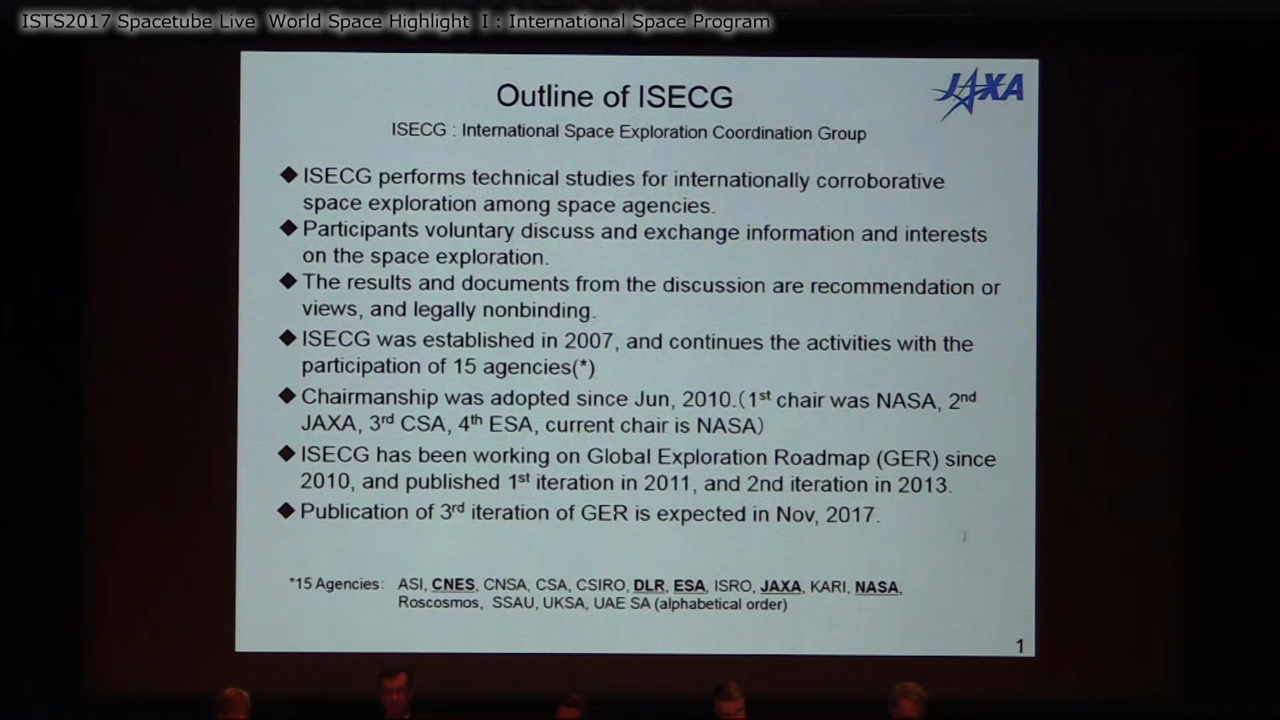 ISTS2017 Spacetube Live World Space Highlight I : International Space Program
JAXA
Outline of ISECG
ISECG : International Space Exploration Coordination Group
◆ISECG performs technical studies for internationally corroborative
space exploration among space agencies.
◆Participants voluntary discuss and exchange information and interests
on the space exploration.
◆The results and documents from the discussion are recommendation or
views, and legally nonbinding.
◆ISECG was established in 2007, and continues the activities with the
participation of 15 agencies(*)
◆Chairmanship was adopted since Jun, 2010.(1st chair was NASA, 2nd
JAXA, 3rd CSA, 4th ESA, current chair is NASA)
◆ISECG has been working on Global Exploration Roadmap (GER) since
2010, and published 1st iteration in 2011, and 2nd iteration in 2013.
◆Publication of 3rd iteration of GER is expected in Nov, 2017.
*15 Agencies: ASI, CNES, CNSA, CSA, CSIRO, DLR, ESA, ISRO, JAXA, KARI, NASA,
Roscosmos, SSAU, UKSA, UAE SA (alphabetical order)
1